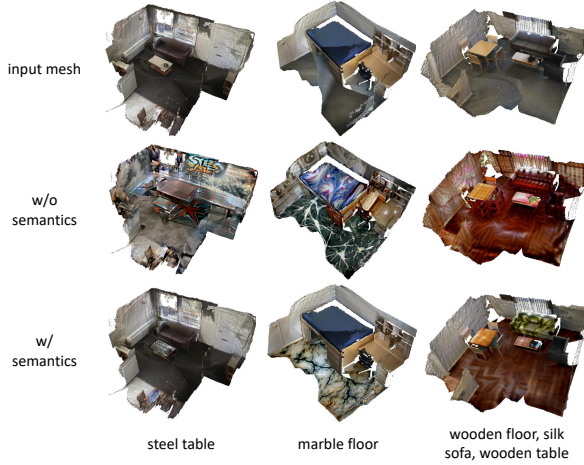 input mesh
w/o
semantics
w/
semantics
steel table
marble floor
wooden floor, silk
sofa, wooden table